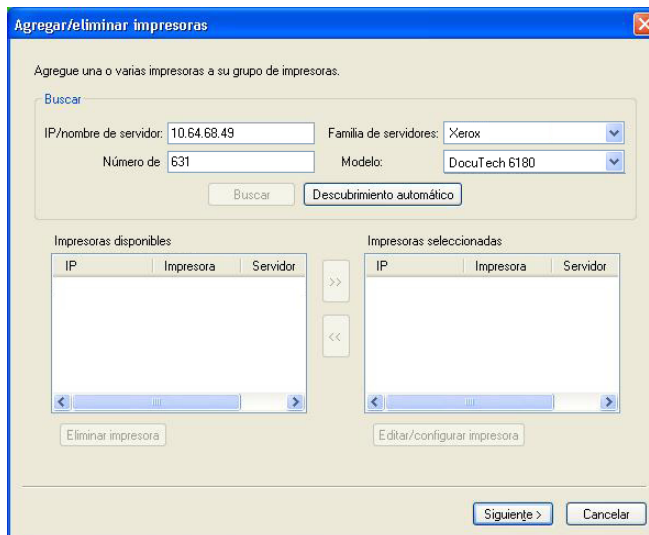 Agregar/eliminar impresoras
Agregue una o varias impresoras a su grupo de impresoras.
Buscar
IP/nombre de servidor: 10.64.68.49 Familia de servidores: Xerox
Número de 631 Modelo: DocuTech 6180
Buscar Descubrimiento automático
Impresoras disponibles Impresoras seleccionadas
IP Impresora Servidor IP Impresora Servidor
>>
<<
Eliminar impresora Editar/configurar impresora
Siguiente > Cancelar